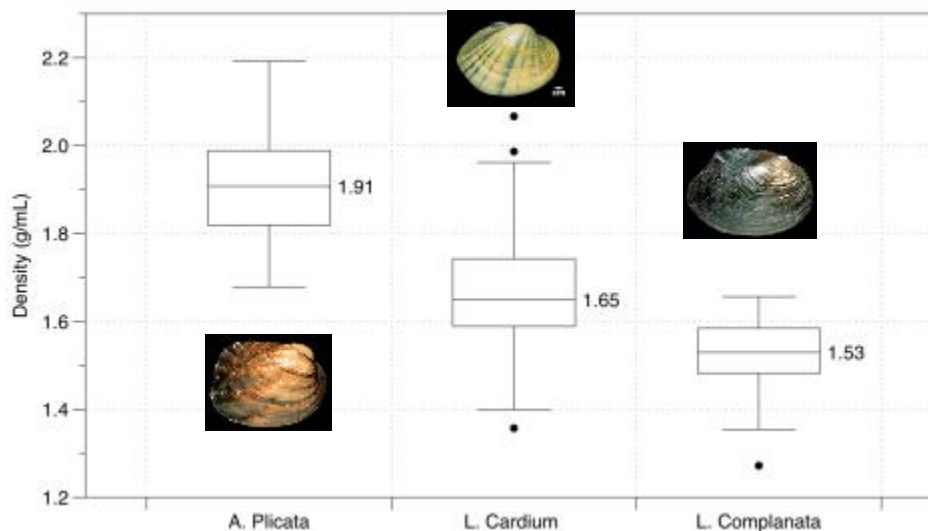 Density (g/mL)
2.2
2.0
1.8
1.6
1.4
1.2
1.91
1.65
1.53
A. Plicata
L. Cardium
L. Complanata